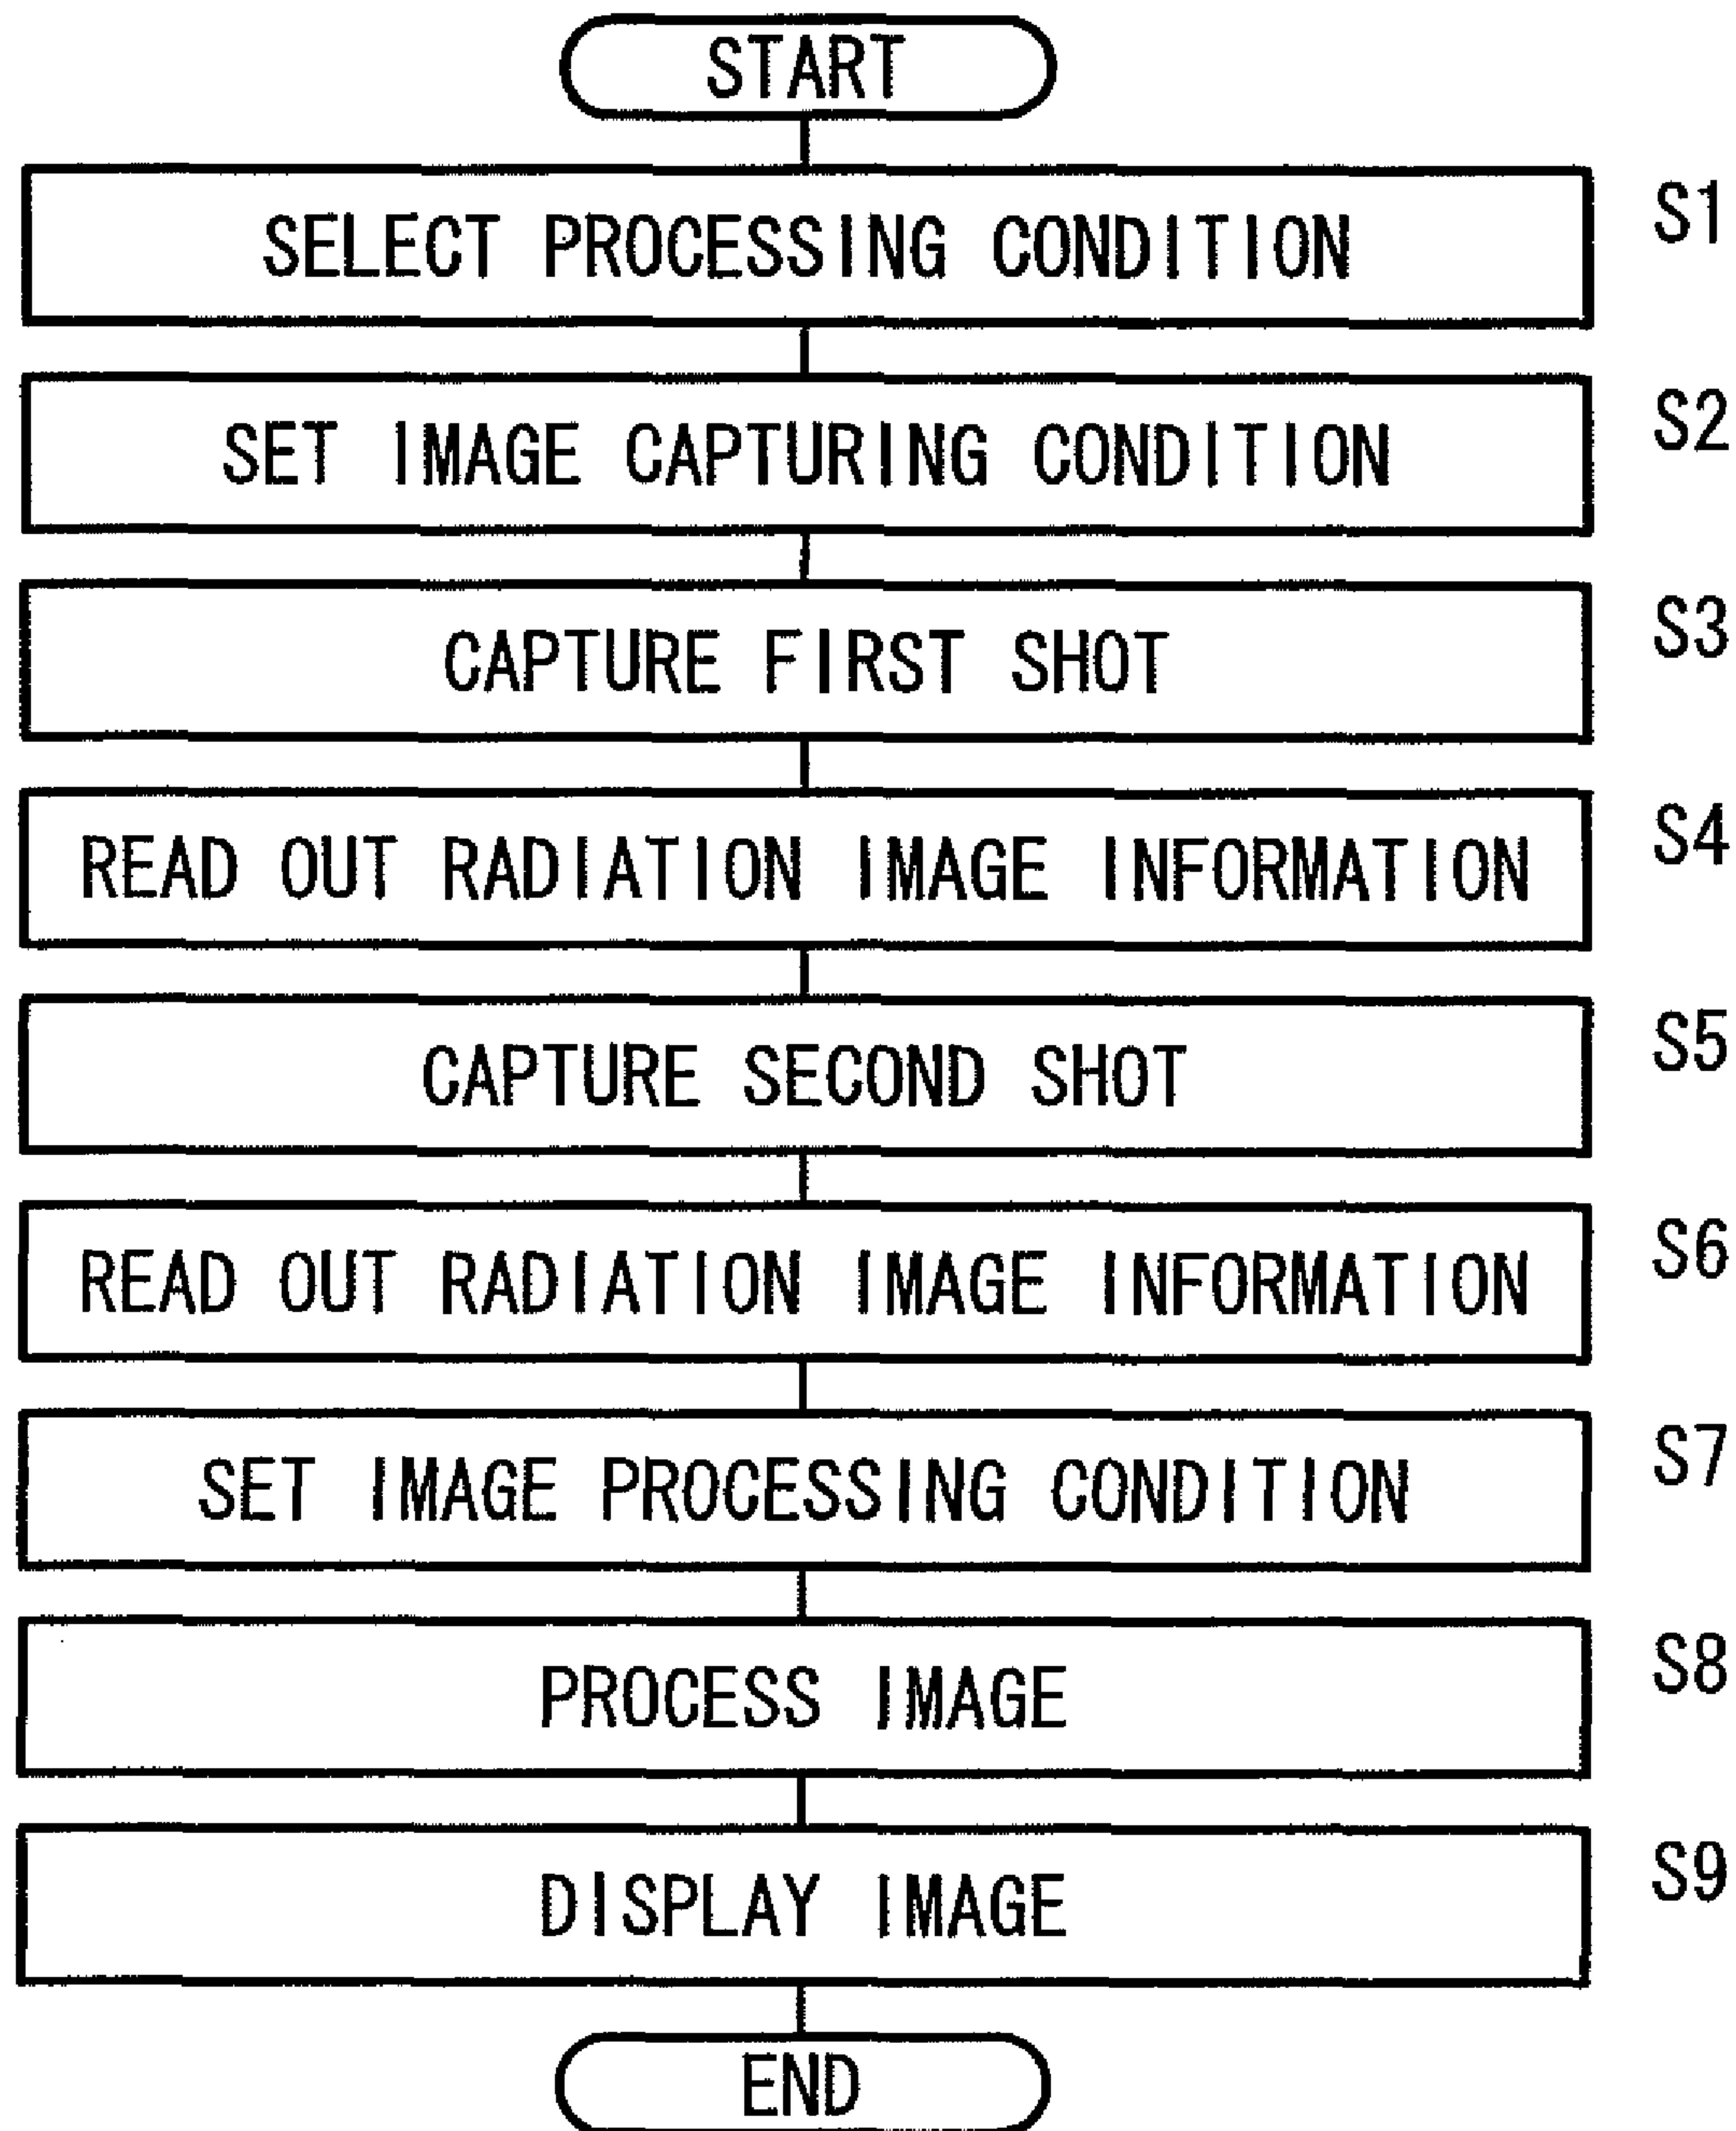 START
SELECT PROCESSING CONDITION S1
SET IMAGE CAPTURING CONDITION S2
CAPTURE FIRST SHOT S3
READ OUT RADIATION IMAGE INFORMATION S4
CAPTURE SECOND SHOT S5
READ OUT RADIATION IMAGE INFORMATION S6
SET IMAGE PROCESSING CONDITION S7
PROCESS IMAGE S8
DISPLAY IMAGE S9
END